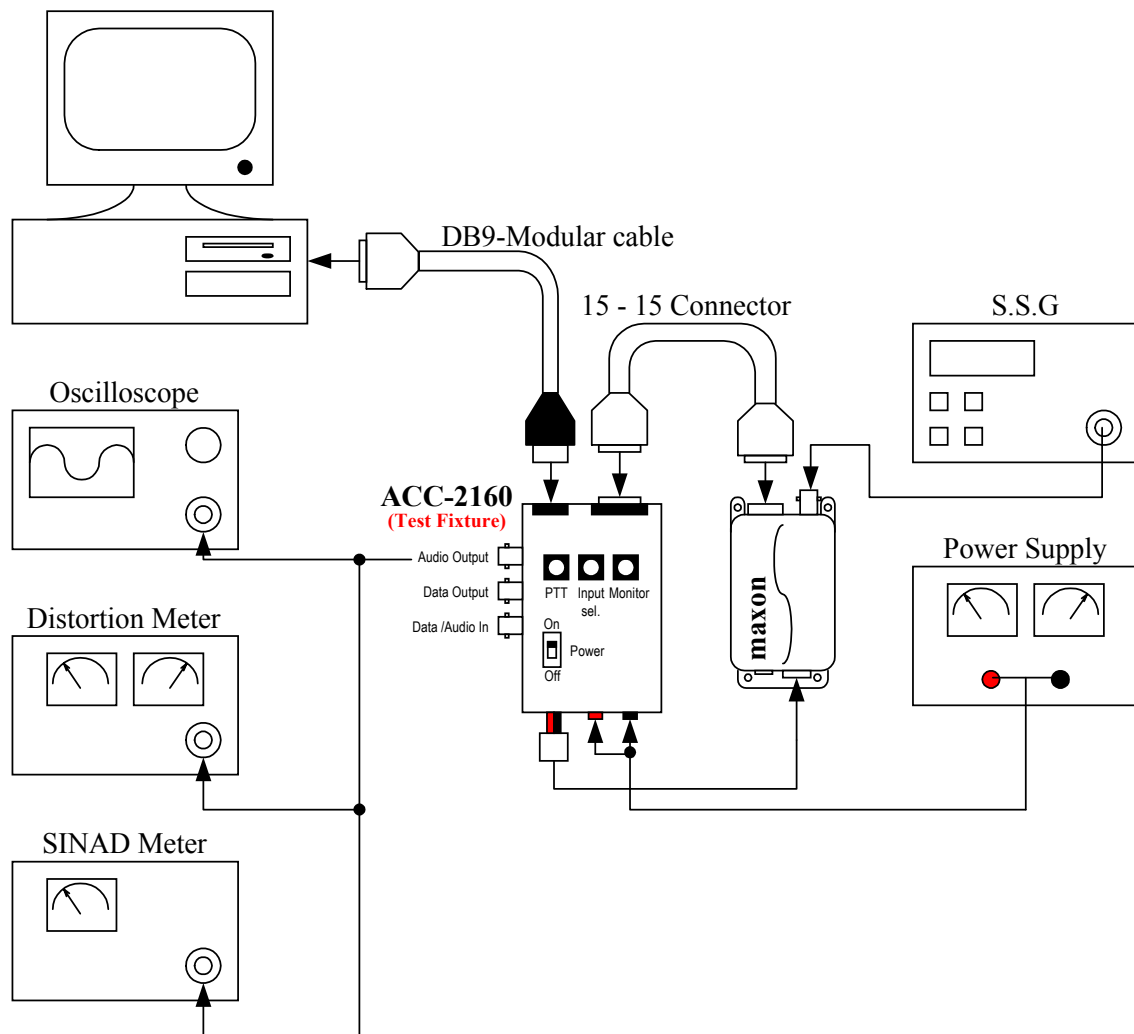 DB9-Modular cable
15 - 15 Connector
S.S.G
Oscilloscope
ACC-2160
(Test Fixture)
Audio Output
Data Output
Data /Audio In
PTT
Input
sel.
Monitor
On
Power
Off
maxon
Power Supply
Distortion Meter
SINAD Meter